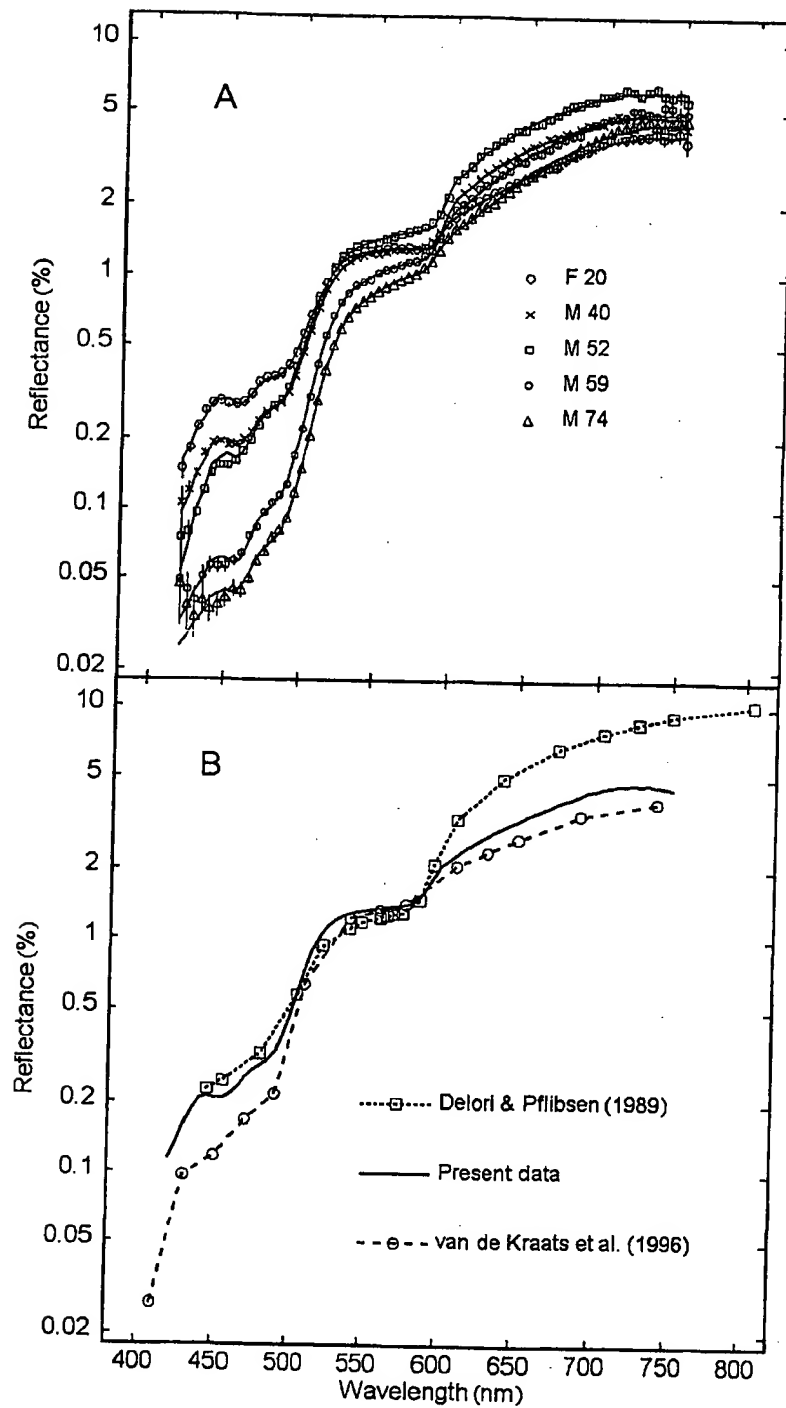 10
5
2
1
0.5
0.2
0.1
0.05
0.02
Reflectance (%)
A
F 20
M 40
M 52
M 59
M 74
10
5
2
1
0.5
0.2
0.1
0.05
0.02
Reflectance (%)
B
Delori & Pflibsen (1989)
Present data
van de Kraats et al. (1996)
400 450 500 550 600 650 700 750 800
Wavelength (nm)